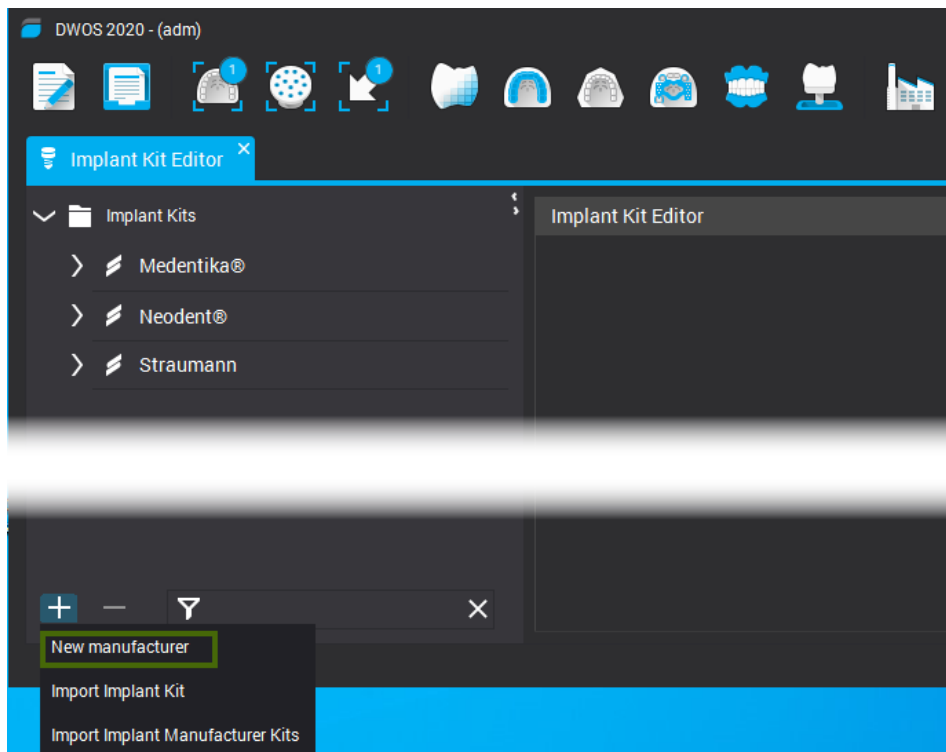 DWOS 2020 - (adm)
1
1
Implant Kit Editor
Implant Kits
Implant Kit Editor
Medentika®
Neodent®
Straumann
New manufacturer
Import Implant Kit
Import Implant Manufacturer Kits